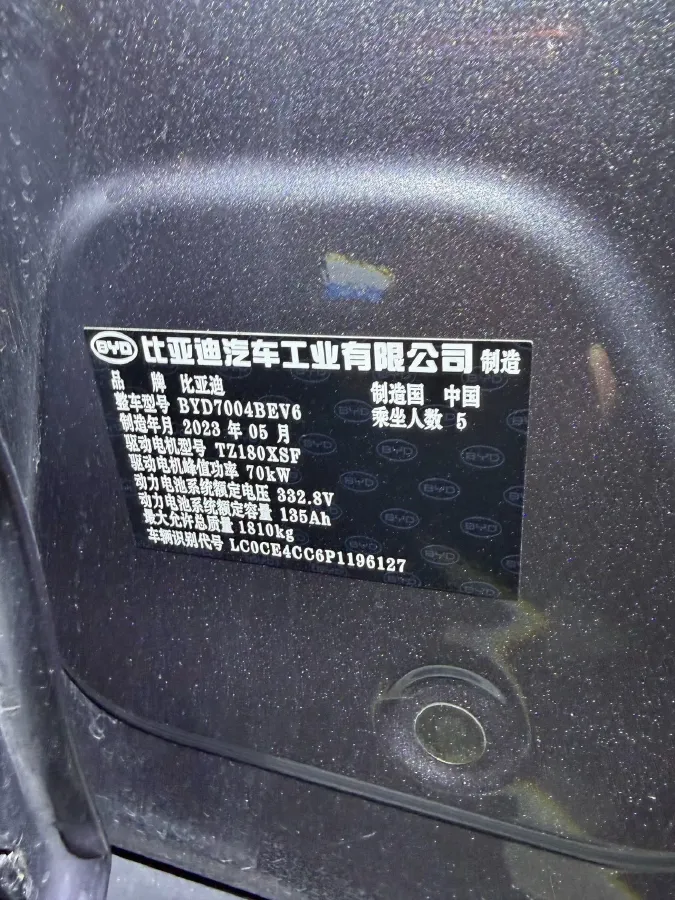 BYD 比亚迪汽车工业有限公司 制造
品 牌 比亚迪 制造国 中国
整车型号 BYD7004BEV6 乘坐人数 5
制造年月 2023 年 05 月
驱动电机型号 TZ180XSF
驱动电机峰值功率 70kW
动力电池系统额定电压 332.8V
动力电池系统额定容量 135Ah
最大允许总质量 1810kg
车辆识别代号 LC0CE4CC6P1196127